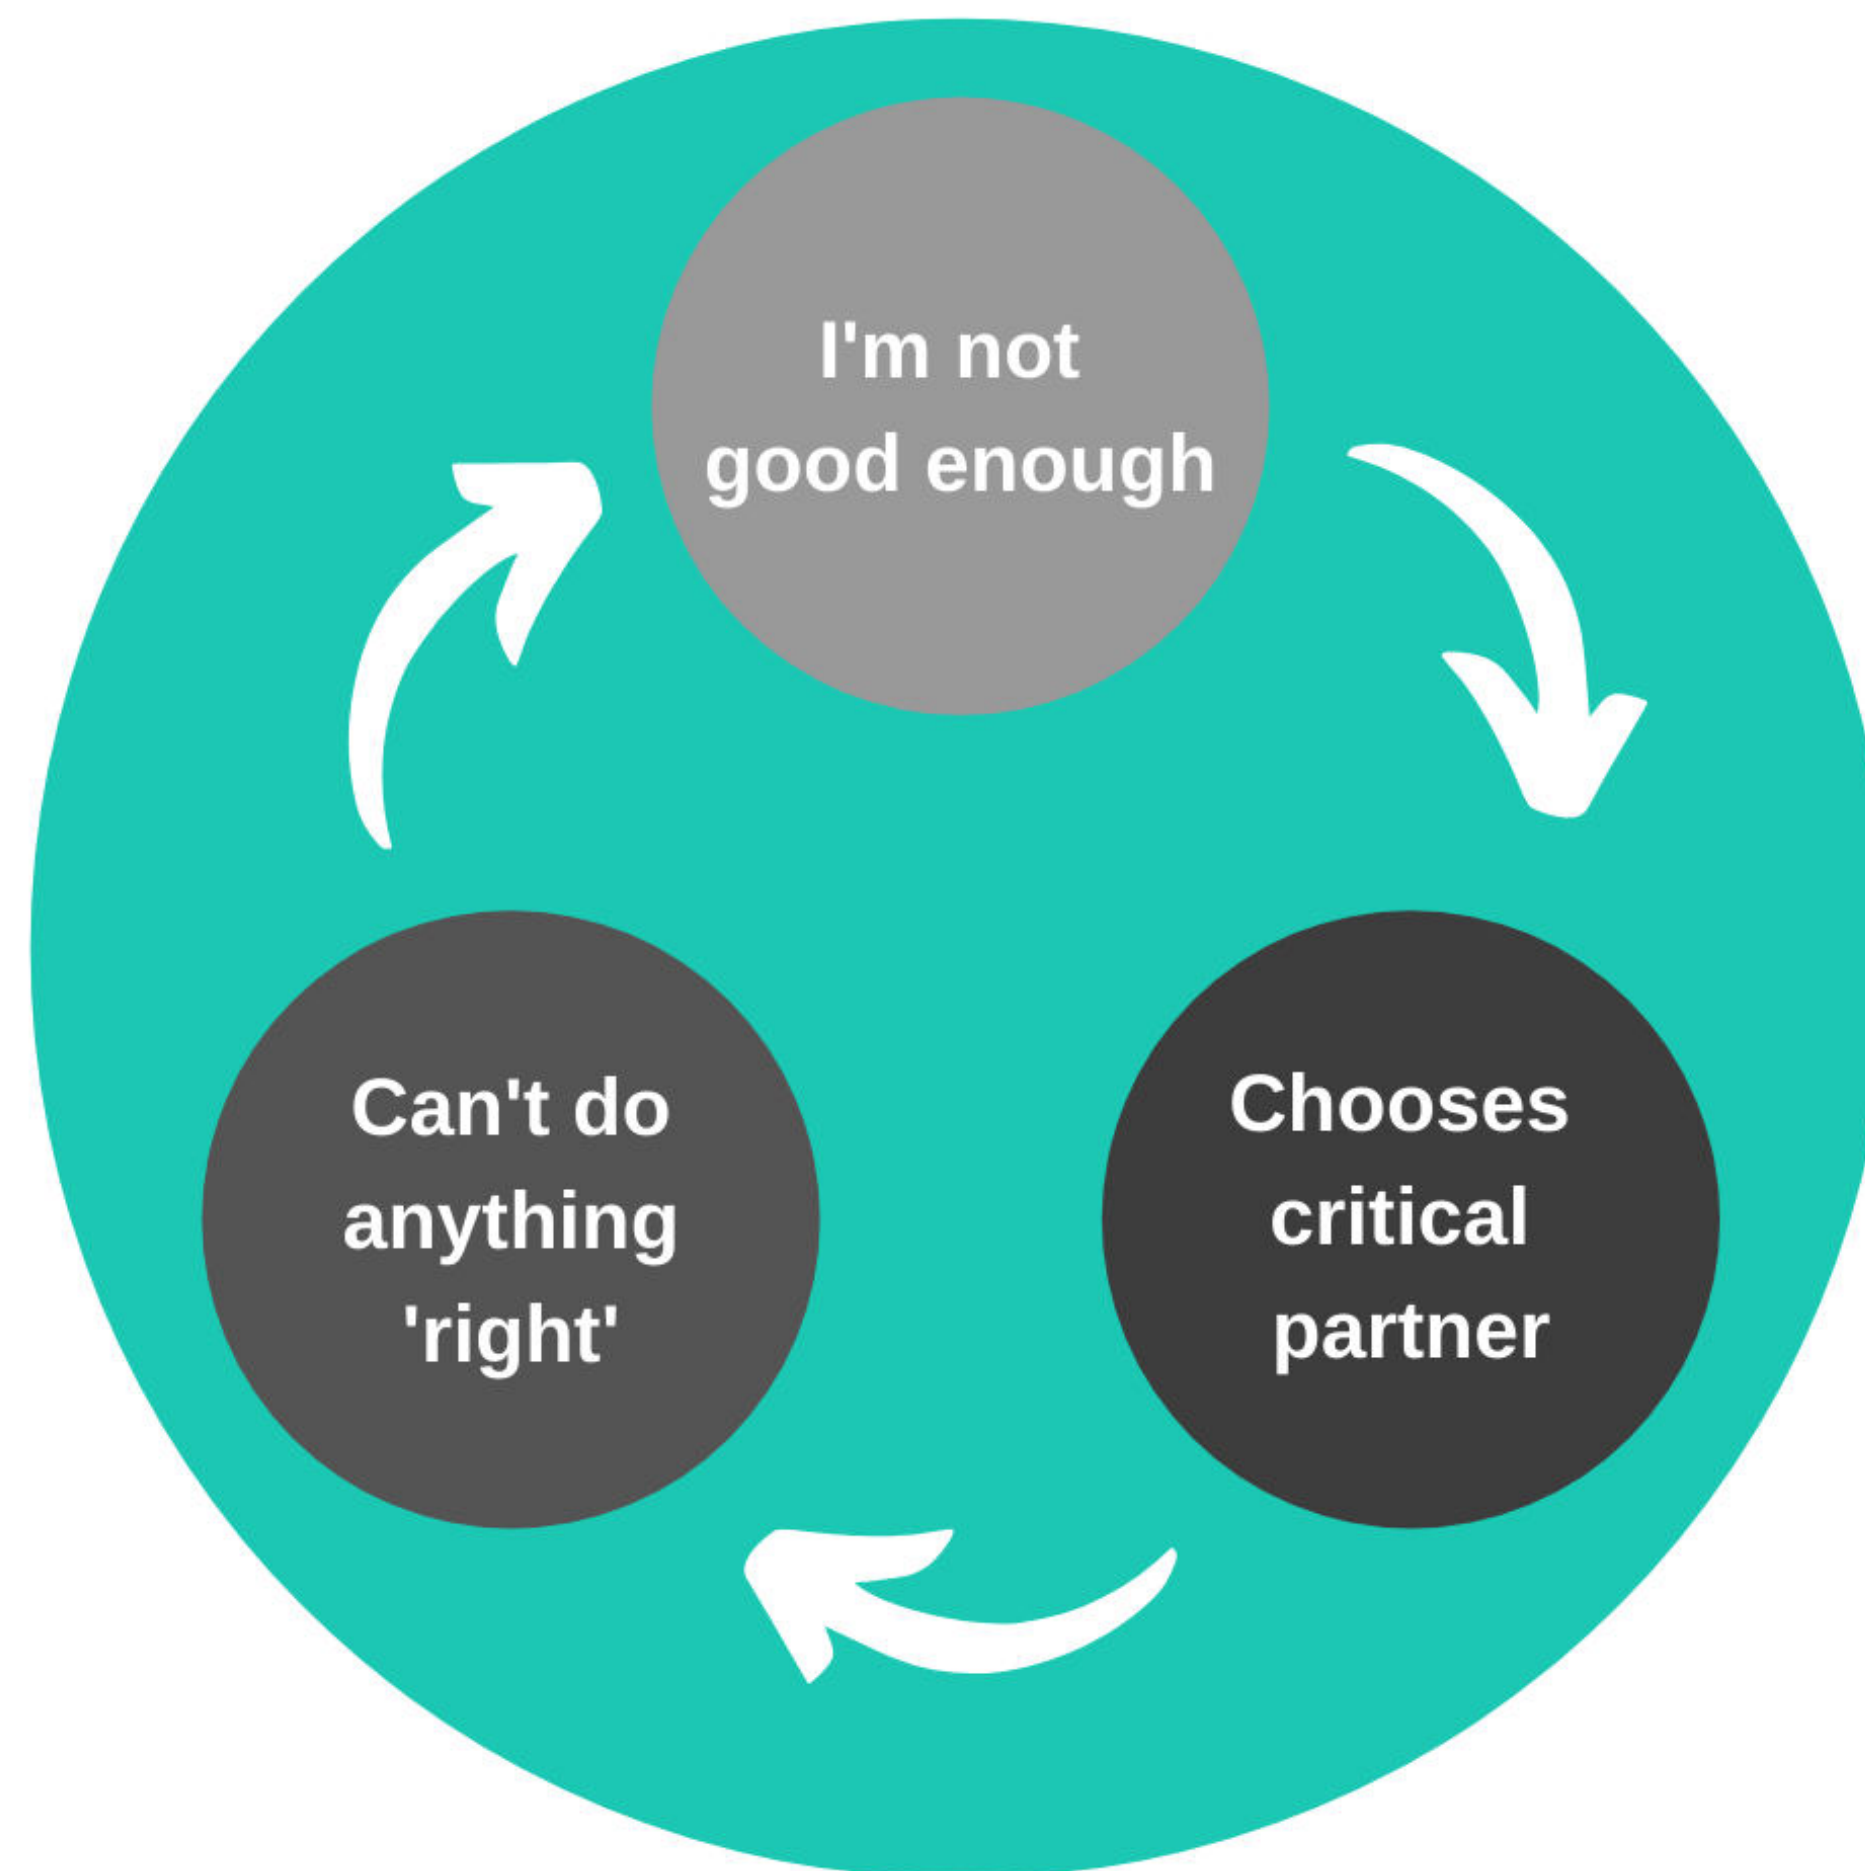 I'm not
good enough
Chooses
critical
partner
Can't do
anything
'right'